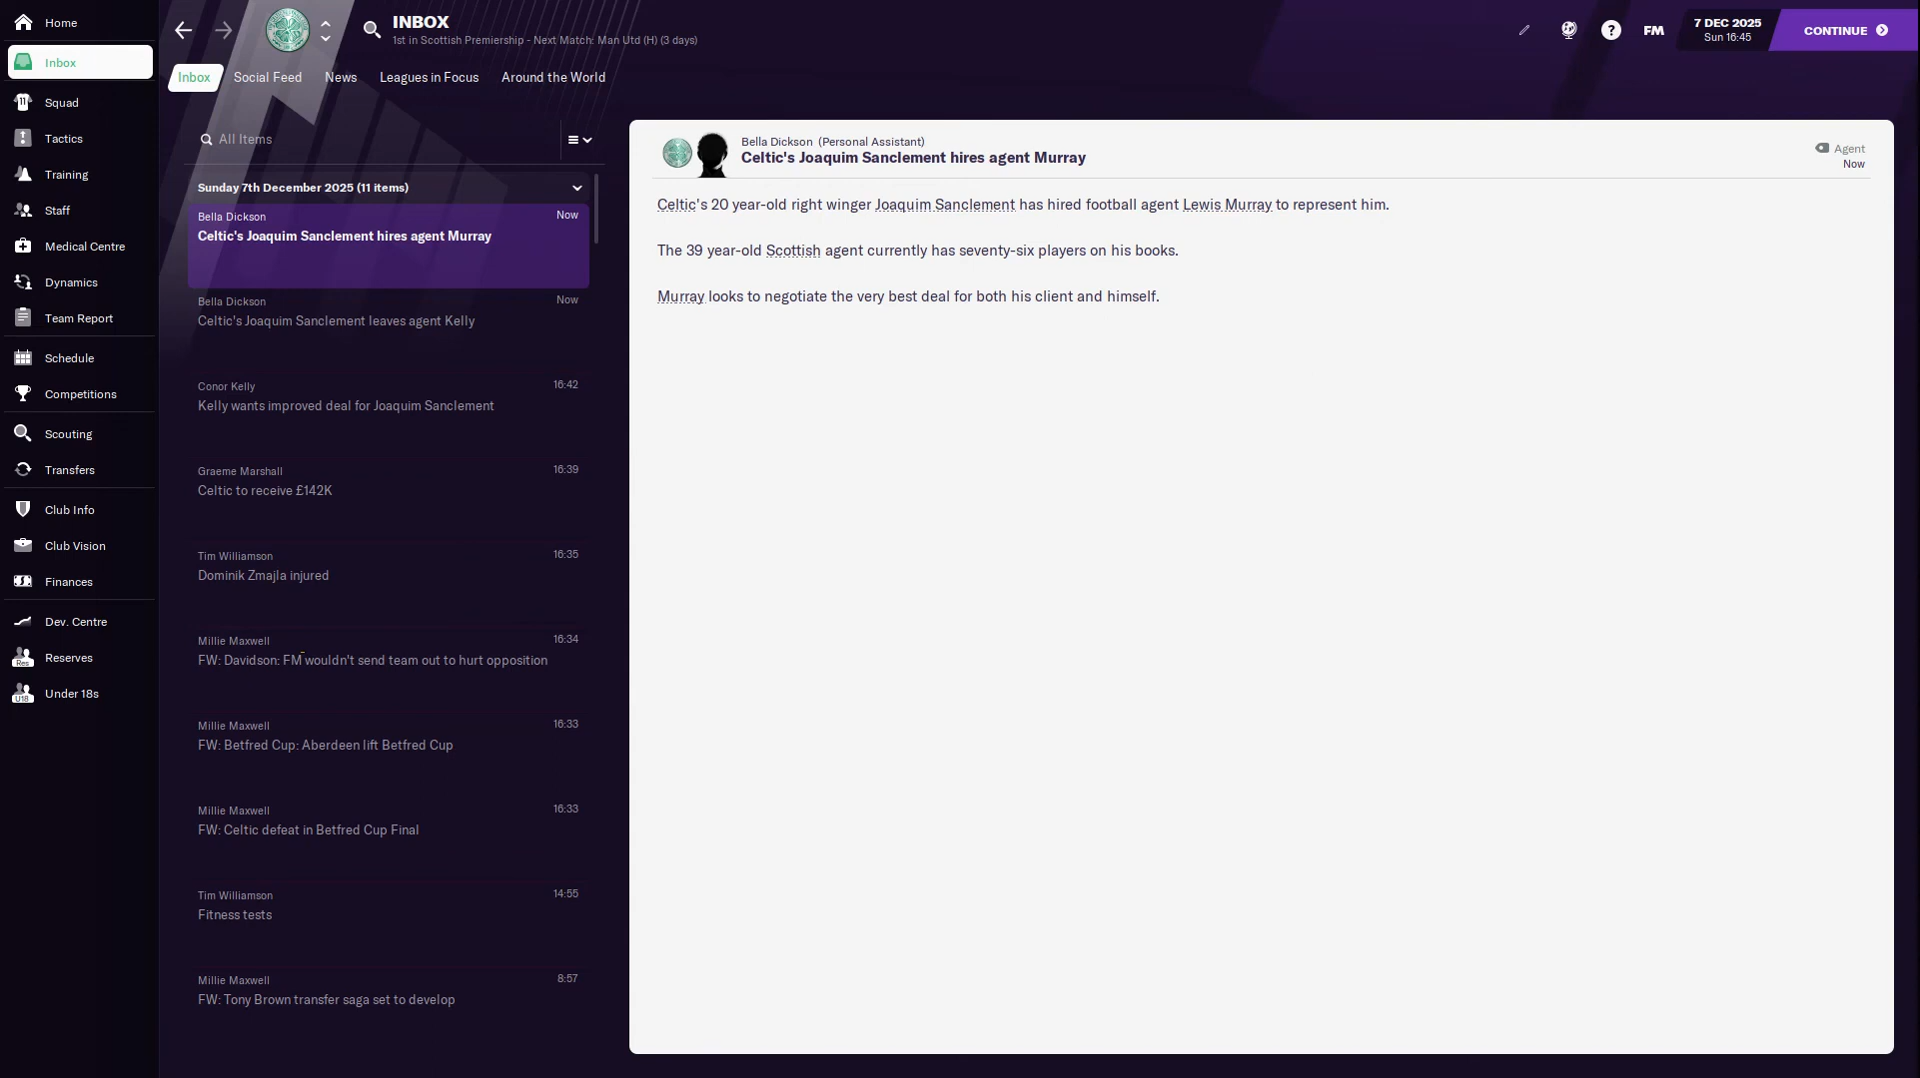 Home
Inbox
Squad
Tactics
Training
Staff
Medical Centre
Dynamics
Team Report
Schedule
Competitions
Scouting
Transfers
Club Info
Club Vision
Finances
Dev. Centre
Res
Reserves
U18
Under 18s
INBOX
1st in Scottish Premiership - Next Match: Man Utd (H) (3 days)
FM
7 DEC 2025
Sun 16:45
CONTINUE
Inbox Social Feed News Leagues in Focus Around the World
All Items
Sunday 7th December 2025 (11 items)
Bella Dickson Now
Celtic's Joaquim Sanclement hires agent Murray
Bella Dickson Now
Celtic's Joaquim Sanclement leaves agent Kelly
Conor Kelly 16:42
Kelly wants improved deal for Joaquim Sanclement
Graeme Marshall 16:39
Celtic to receive £142K
Tim Williamson 16:35
Dominik Zmajla injured
Millie Maxwell 16:34
FW: Davidson: FM wouldn't send team out to hurt opposition
Millie Maxwell 16:33
FW: Betfred Cup: Aberdeen lift Betfred Cup
Millie Maxwell 16:33
FW: Celtic defeat in Betfred Cup Final
Tim Williamson 14:55
Fitness tests
Millie Maxwell 8:57
FW: Tony Brown transfer saga set to develop
Bella Dickson (Personal Assistant)
Celtic's Joaquim Sanclement hires agent Murray
Agent
Now
Celtic's 20 year-old right winger Joaquim Sanclement has hired football agent Lewis Murray to represent him.
The 39 year-old Scottish agent currently has seventy-six players on his books.
Murray looks to negotiate the very best deal for both his client and himself.